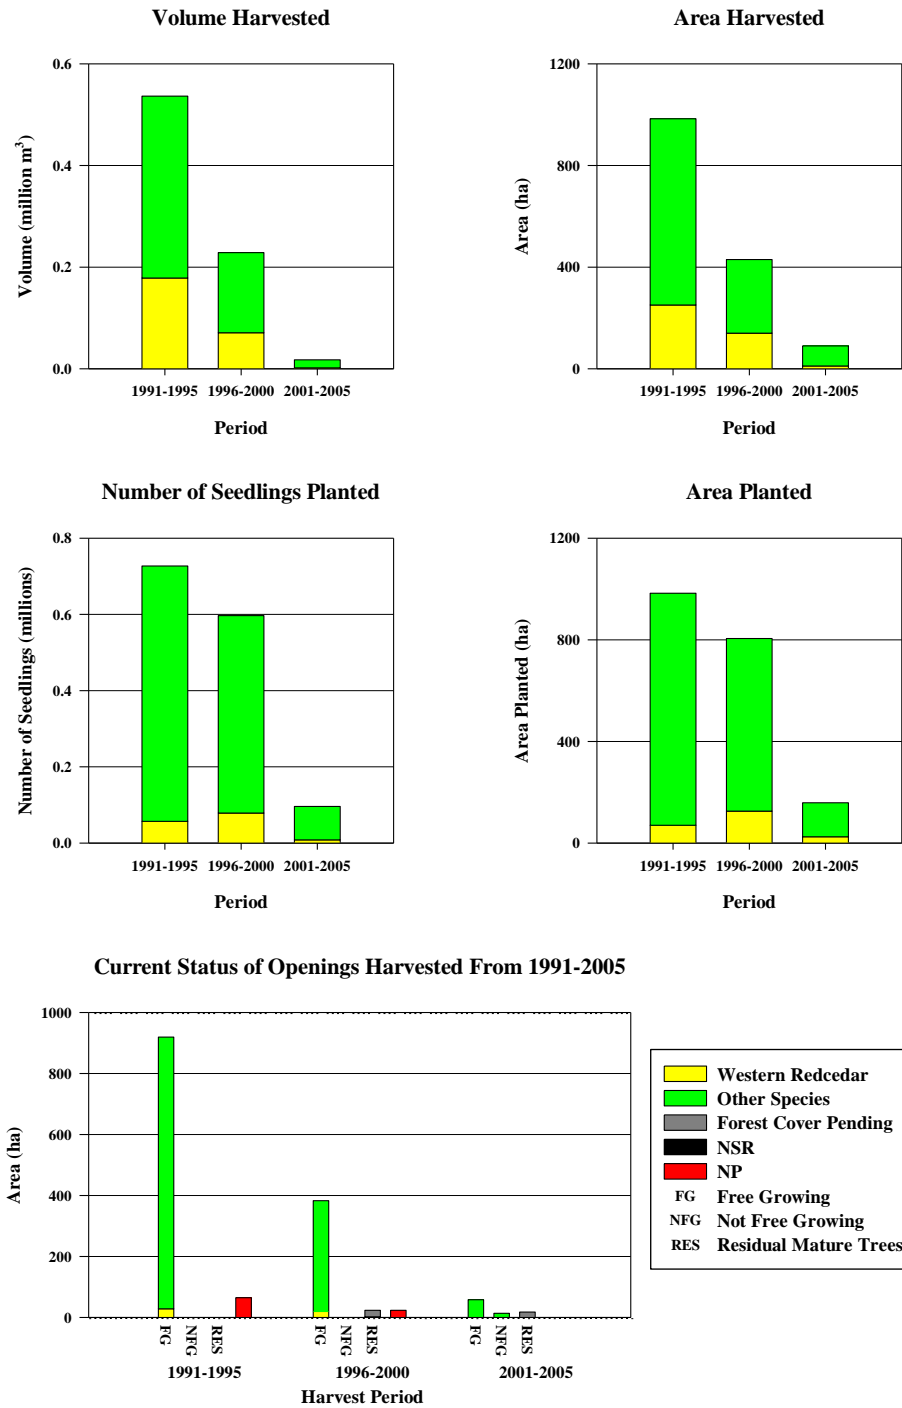 Volume Harvested
Volume (million m³)
0.6
0.4
0.2
0.0
1991-1995 1996-2000 2001-2005
Period
Area Harvested
Area (ha)
1200
800
400
0
1991-1995 1996-2000 2001-2005
Period
Number of Seedlings Planted
Number of Seedlings (millions)
0.8
0.6
0.4
0.2
0.0
1991-1995 1996-2000 2001-2005
Period
Area Planted
Area Planted (ha)
1200
800
400
0
1991-1995 1996-2000 2001-2005
Period
Current Status of Openings Harvested From 1991-2005
Area (ha)
1000
800
600
400
200
0
FG NFG RES FG NFG RES FG NFG RES
1991-1995 1996-2000 2001-2005
Harvest Period
Western Redcedar
Other Species
Forest Cover Pending
NSR
NP
FG Free Growing
NFG Not Free Growing
RES Residual Mature Trees